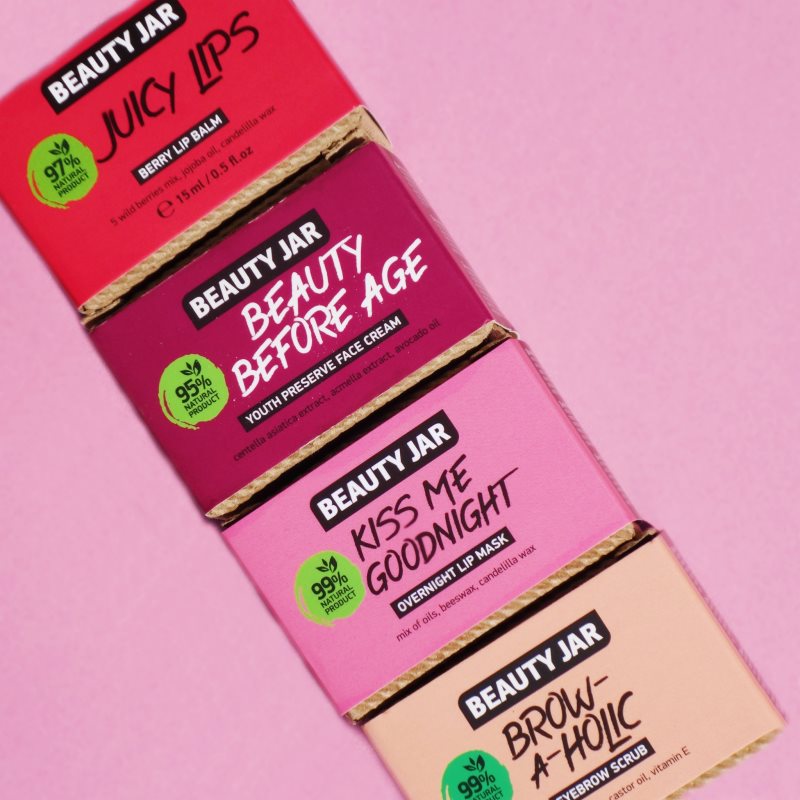 BEAUTY JAR
JUICY LIPS
BERRY LIP BALM
5 wild berries mix, jojoba oil, candelilla wax
℮ 15 ml / 0.5 fl.oz
97%
NATURAL
PRODUCT
BEAUTY JAR
BEAUTY
BEFORE AGE
YOUTH PRESERVE FACE CREAM
centella asiatica extract, acmella extract, avocado oil
95%
NATURAL
PRODUCT
BEAUTY JAR
KISS ME
GOODNIGHT
OVERNIGHT LIP MASK
mix of oils, beeswax, candelilla wax
99%
NATURAL
PRODUCT
BEAUTY JAR
BROW-
A-HOLIC
EYEBROW SCRUB
castor oil, vitamin E
99%
NATURAL